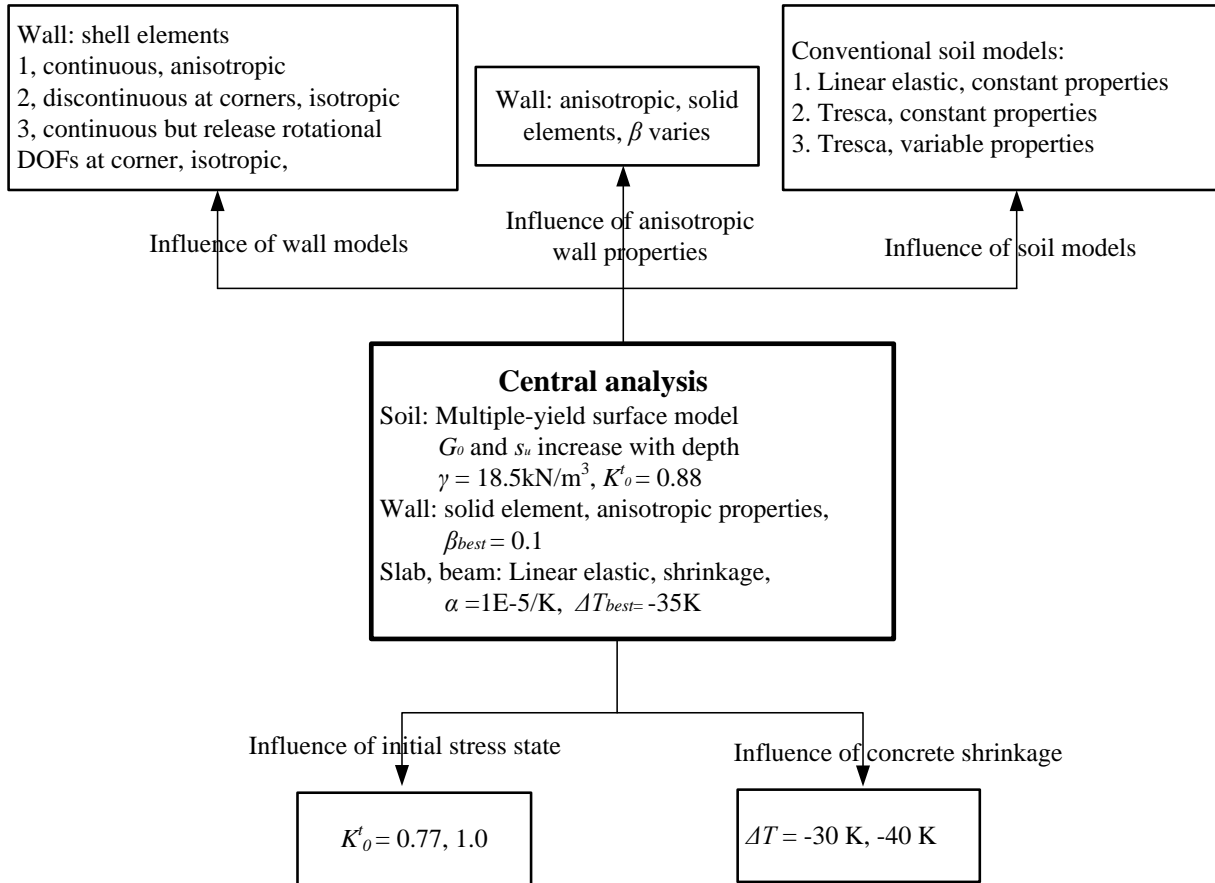 Wall: shell elements
1, continuous, anisotropic
2, discontinuous at corners, isotropic
3, continuous but release rotational
DOFs at corner, isotropic,
Wall: anisotropic, solid
elements, β varies
Conventional soil models:
1. Linear elastic, constant properties
2. Tresca, constant properties
3. Tresca, variable properties
Influence of wall models
Influence of anisotropic
wall properties
Influence of soil models
Central analysis
Soil: Multiple-yield surface model
G₀ and sᵤ increase with depth
γ = 18.5kN/m³, Kᵗ₀ = 0.88
Wall: solid element, anisotropic properties,
βbest = 0.1
Slab, beam: Linear elastic, shrinkage,
α =1E-5/K, ΔTbest= -35K
Influence of initial stress state
Influence of concrete shrinkage
Kᵗ₀ = 0.77, 1.0
ΔT = -30 K, -40 K